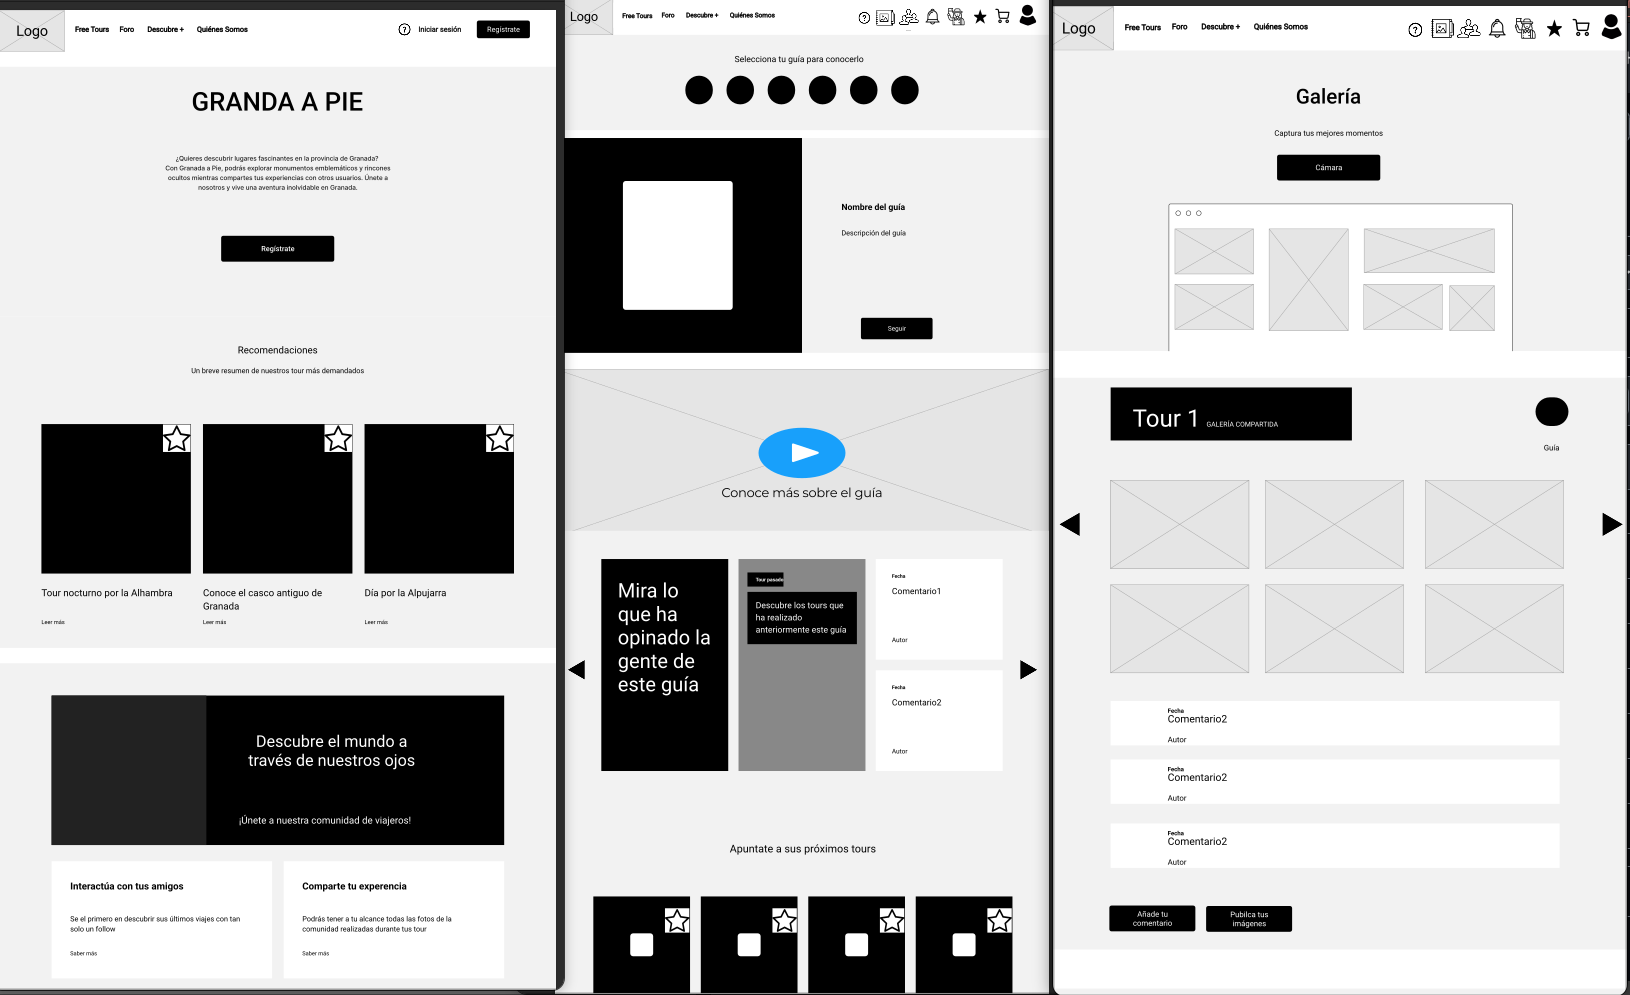 Logo
Free Tours
Foro
Descubre +
Quiénes Somos
?
Iniciar sesión
Regístrate
GRANDA A PIE
¿Quieres descubrir lugares fascinantes en la provincia de Granada?
Con Granada a Pie, podrás explorar monumentos emblemáticos y rincones
ocultos mientras compartes tus experiencias con otros usuarios. Únete a
nosotros y vive una aventura inolvidable en Granada.
Regístrate
Recomendaciones
Un breve resumen de nuestros tour más demandados
Tour nocturno por la Alhambra
Leer más
Conoce el casco antiguo de
Granada
Leer más
Día por la Alpujarra
Leer más
Descubre el mundo a
través de nuestros ojos
¡Únete a nuestra comunidad de viajeros!
Interactúa con tus amigos
Se el primero en descubrir sus últimos viajes con tan
solo un follow
Saber más
Comparte tu experencia
Podrás tener a tu alcance todas las fotos de la
comunidad realizadas durante tus tour
Saber más
Logo
Free Tours
Foro
Descubre +
Quiénes Somos
?
Selecciona tu guía para conocerlo
Nombre del guía
Descripción del guía
Seguir
Conoce más sobre el guía
Mira lo
que ha
opinado la
gente de
este guía
Tour pasado
Descubre los tours que
ha realizado
anteriormente este guía
Fecha
Comentario1
Autor
Fecha
Comentario2
Autor
Apuntate a sus próximos tours
Logo
Free Tours
Foro
Descubre +
Quiénes Somos
?
Galería
Captura tus mejores momentos
Cámara
Tour 1 GALERÍA COMPARTIDA
Guía
Fecha
Comentario2
Autor
Fecha
Comentario2
Autor
Fecha
Comentario2
Autor
Añade tu
comentario
Publica tus
imágenes